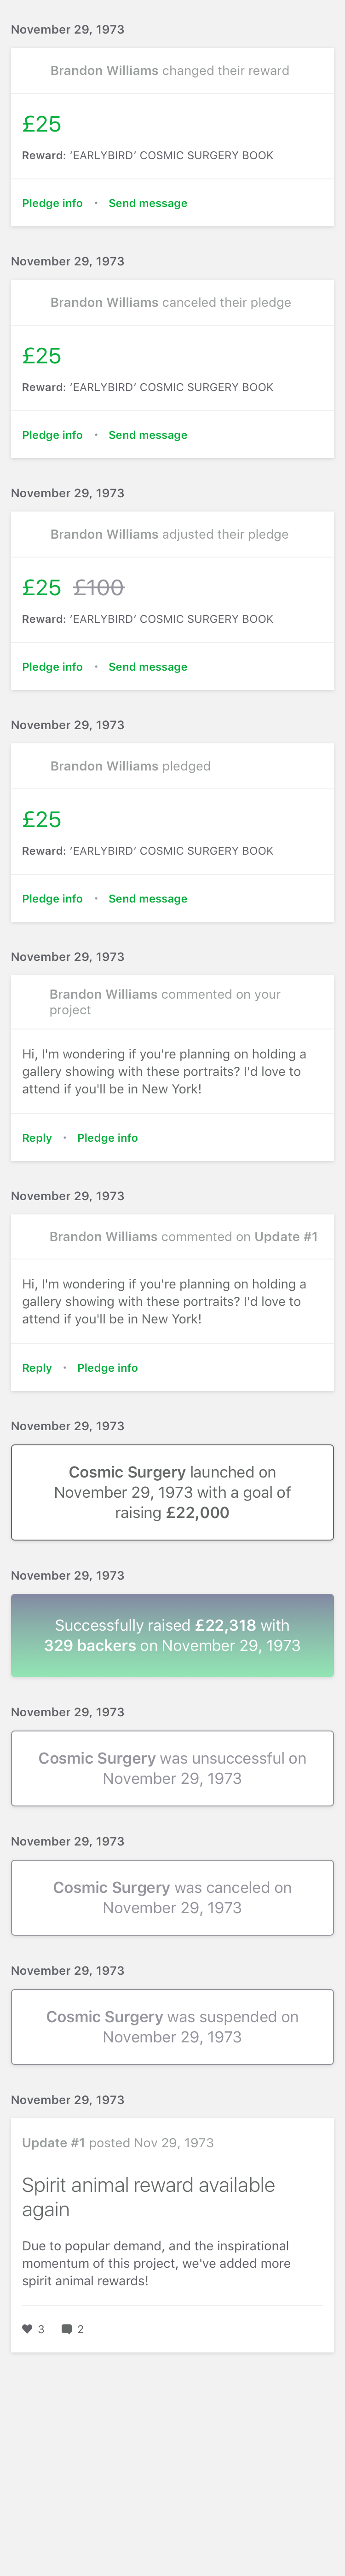 November 29, 1973
Brandon Williams changed their reward
£25
Reward: ‘EARLYBIRD’ COSMIC SURGERY BOOK
Pledge info • Send message
November 29, 1973
Brandon Williams canceled their pledge
£25
Reward: ‘EARLYBIRD’ COSMIC SURGERY BOOK
Pledge info • Send message
November 29, 1973
Brandon Williams adjusted their pledge
£25 £100
Reward: ‘EARLYBIRD’ COSMIC SURGERY BOOK
Pledge info • Send message
November 29, 1973
Brandon Williams pledged
£25
Reward: ‘EARLYBIRD’ COSMIC SURGERY BOOK
Pledge info • Send message
November 29, 1973
Brandon Williams commented on your
project
Hi, I'm wondering if you're planning on holding a
gallery showing with these portraits? I'd love to
attend if you'll be in New York!
Reply • Pledge info
November 29, 1973
Brandon Williams commented on Update #1
Hi, I'm wondering if you're planning on holding a
gallery showing with these portraits? I'd love to
attend if you'll be in New York!
Reply • Pledge info
November 29, 1973
Cosmic Surgery launched on
November 29, 1973 with a goal of
raising £22,000
November 29, 1973
Successfully raised £22,318 with
329 backers on November 29, 1973
November 29, 1973
Cosmic Surgery was unsuccessful on
November 29, 1973
November 29, 1973
Cosmic Surgery was canceled on
November 29, 1973
November 29, 1973
Cosmic Surgery was suspended on
November 29, 1973
November 29, 1973
Update #1 posted Nov 29, 1973
Spirit animal reward available
again
Due to popular demand, and the inspirational
momentum of this project, we've added more
spirit animal rewards!
3 2